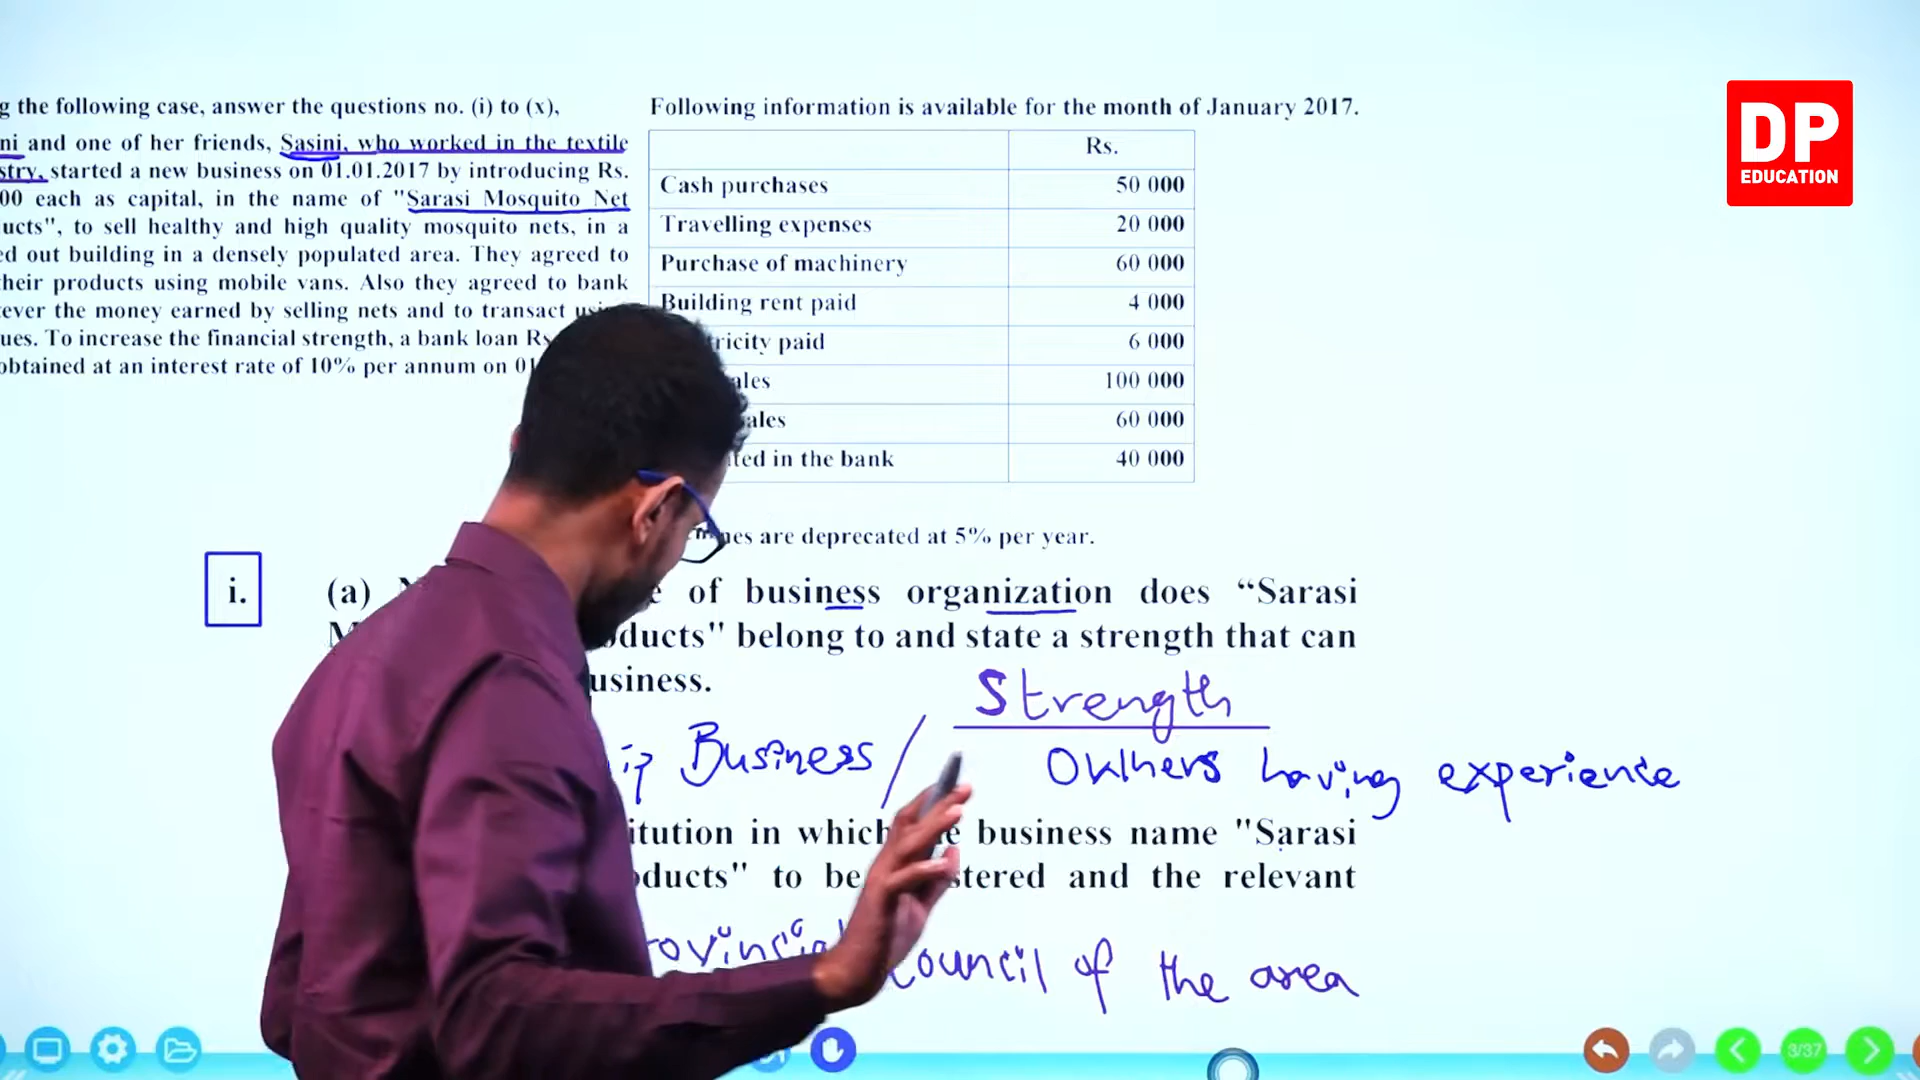 g the following case, answer the questions no. (i) to (x),
ni and one of her friends, Sasini, who worked in the textile
stry, started a new business on 01.01.2017 by introducing Rs.
00 each as capital, in the name of "Sarasi Mosquito Net
ucts", to sell healthy and high quality mosquito nets, in a
ed out building in a densely populated area. They agreed to
their products using mobile vans. Also they agreed to bank
ever the money earned by selling nets and to transact
ues. To increase the financial strength, a bank loan Rs
obtained at an interest rate of 10% per annum on 01
Following information is available for the month of January 2017.
Rs.
Cash purchases 50 000
Travelling expenses 20 000
Purchase of machinery 60 000
Building rent paid 4 000
ricity paid 6 000
ales 100 000
ales 60 000
ted in the bank 40 000
nes are deprecated at 5% per year.
i. (a) of business organization does “Sarasi
ducts" belong to and state a strength that can
usiness.
Strength
ip Business / Owners having experience
itution in which business name "Sarasi
ducts" to be stered and the relevant
rovincial Council of the area
DP
EDUCATION
3/37